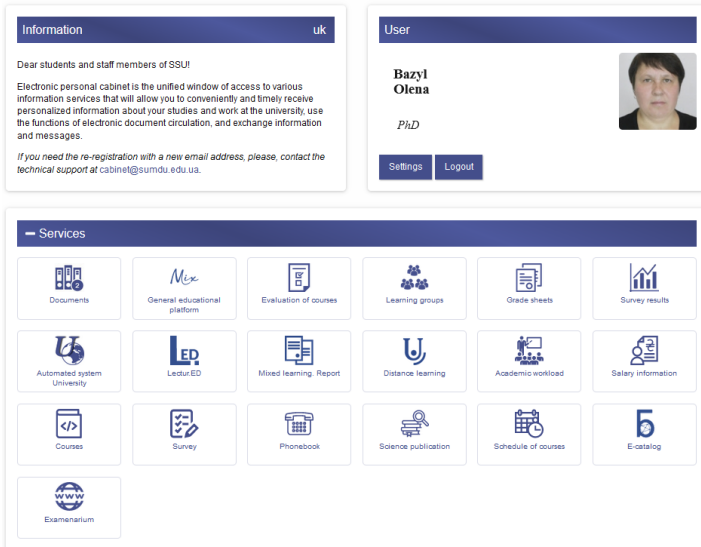 Information
uk
Dear students and staff members of SSU!
Electronic personal cabinet is the unified window of access to various
information services that will allow you to conveniently and timely receive
personalized information about your studies and work at the university, use
the functions of electronic document circulation, and exchange information
and messages.
If you need the re-registration with a new email address, please, contact the
technical support at cabinet@sumdu.edu.ua.
User
Bazyl
Olena
PhD
Settings
Logout
Services
2
Documents
Mix
General educational
platform
Evaluation of courses
Learning groups
Grade sheets
Survey results
Automated system
University
LED
Lectur.ED
Mixed learning. Report
Distance learning
Academic workload
Salary information
</>
Courses
Survey
Phonebook
Science publication
Schedule of courses
E-catalog
www
Examenarium